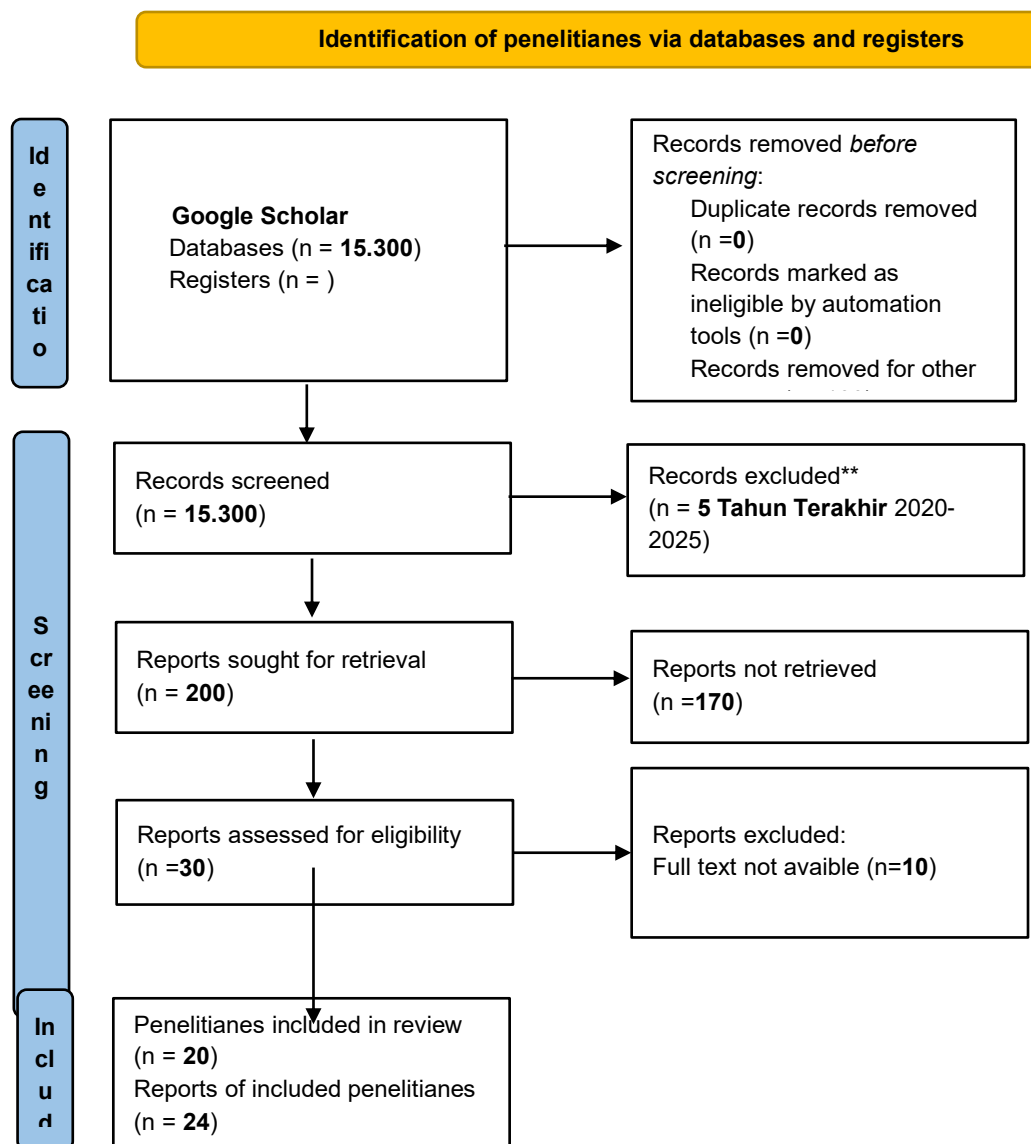 Identification of penelitianes via databases and registers
Id
e
nt
ifi
ca
ti
o
Google Scholar
Databases (n = 15.300)
Registers (n = )
Records removed before
screening:
Duplicate records removed
(n =0)
Records marked as
ineligible by automation
tools (n =0)
Records removed for other
S
cr
ee
ni
n
g
Records screened
(n = 15.300)
Records excluded**
(n = 5 Tahun Terakhir 2020-
2025)
Reports sought for retrieval
(n = 200)
Reports not retrieved
(n =170)
Reports assessed for eligibility
(n =30)
Reports excluded:
Full text not avaible (n=10)
In
cl
u
d
Penelitianes included in review
(n = 20)
Reports of included penelitianes
(n = 24)